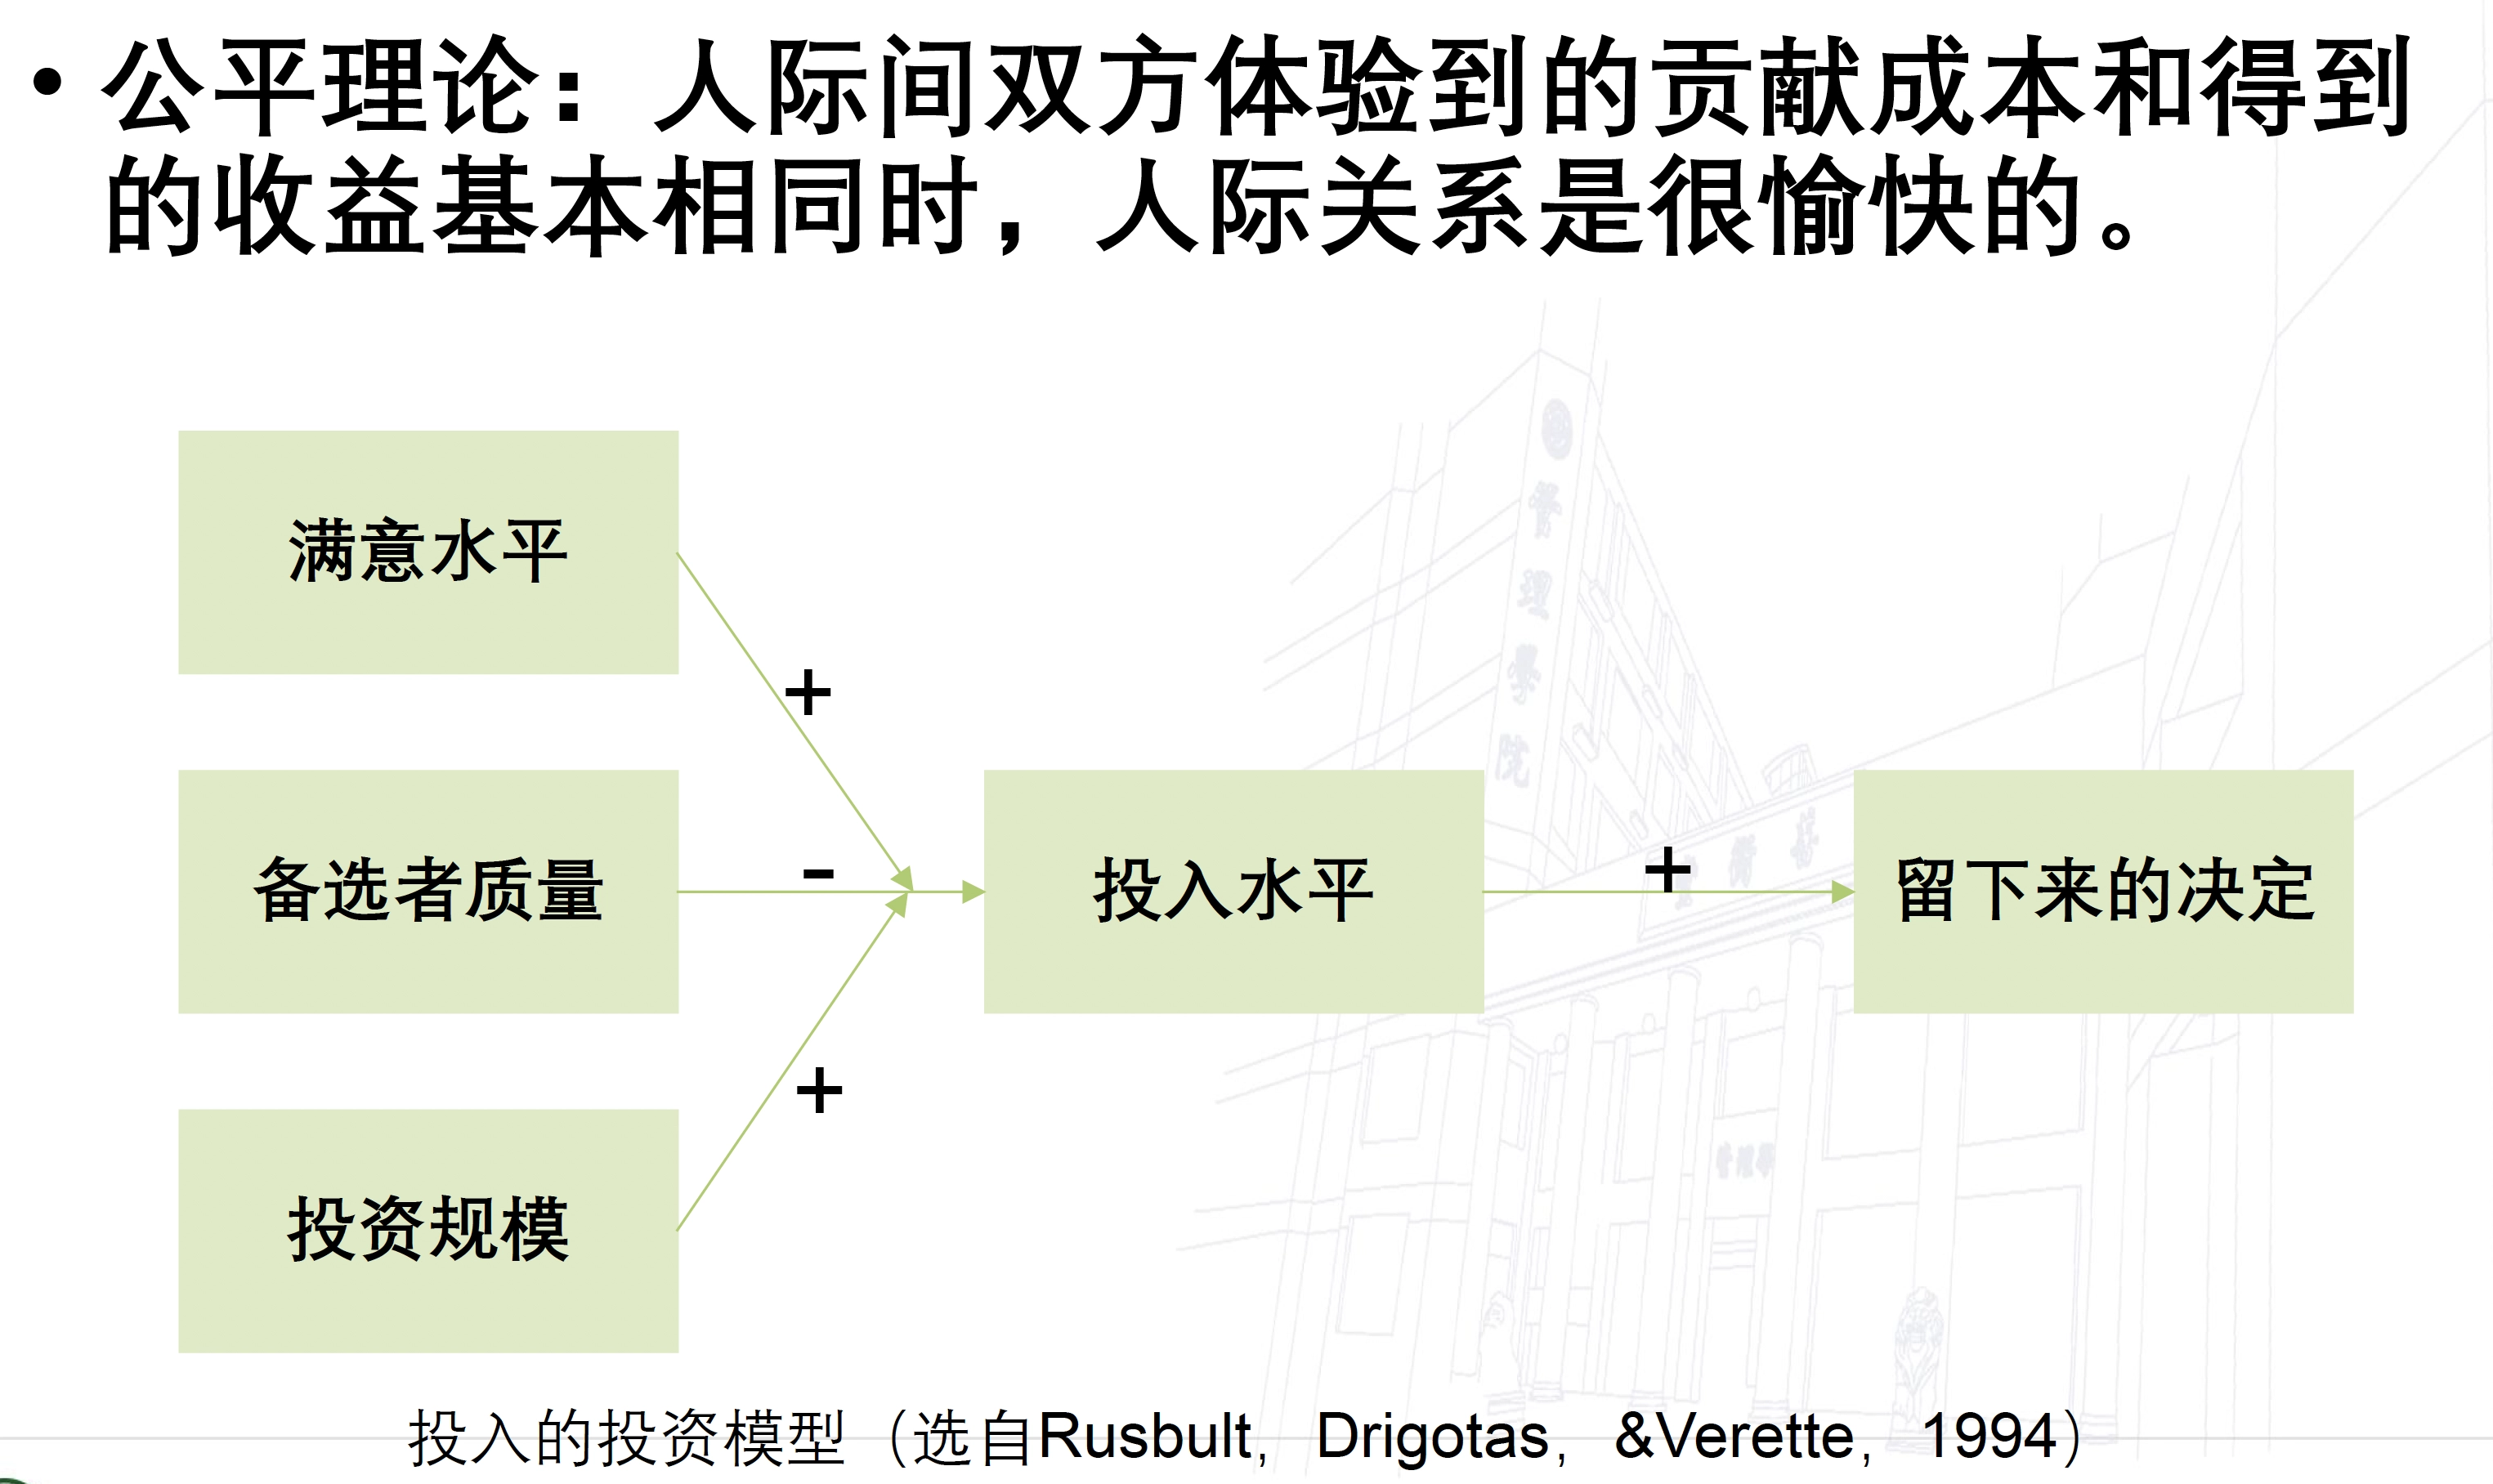 • 公平理论：人际间双方体验到的贡献成本和得到
的收益基本相同时，人际关系是很愉快的。
满意水平
+
备选者质量
-
投入水平
+
留下来的决定
+
投资规模
投入的投资模型（选自Rusbult，Drigotas，&Verette，1994）
管理学院